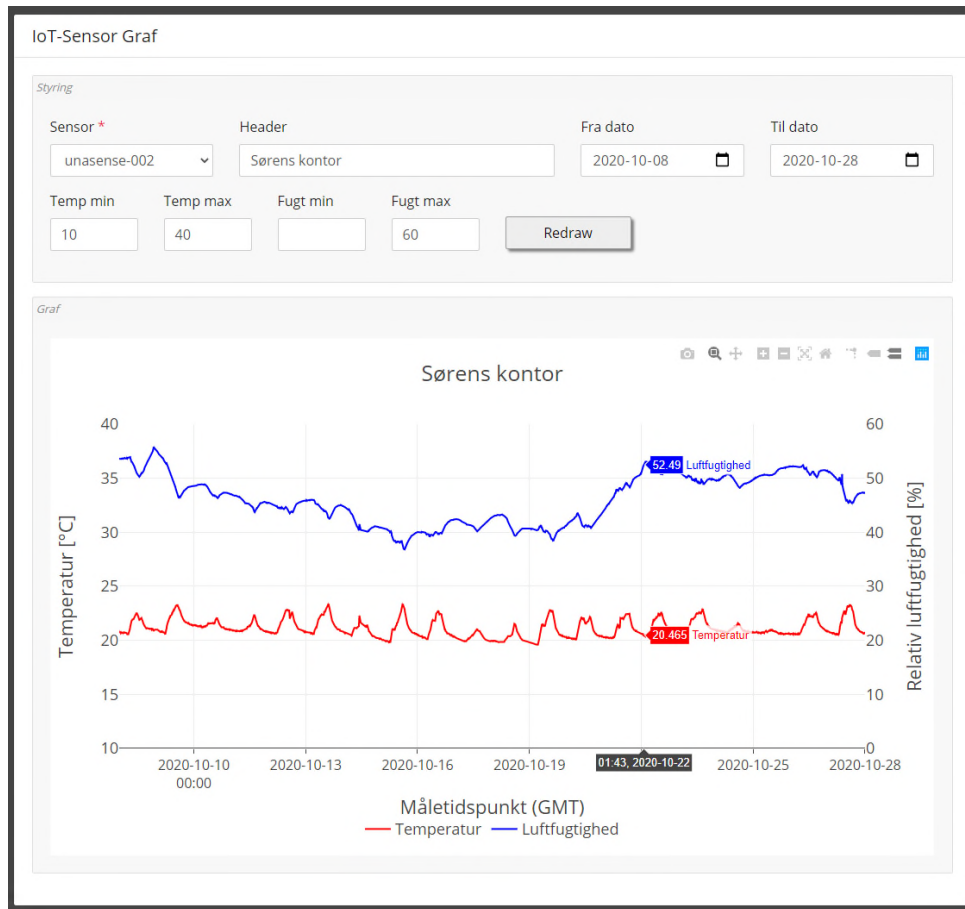 IoT-Sensor Graf
Styring
Sensor * Header Fra dato Til dato
unasense-002 Sørens kontor 2020-10-08 2020-10-28
Temp min Temp max Fugt min Fugt max
10 40 60 Redraw
Graf
Sørens kontor
40 60
52.49 Luftfugtighed
35 50
30 40
25 30
20 20.465 Temperatur 20
15 10
10 0
Temperatur [°C]
Relativ luftfugtighed [%]
2020-10-10 2020-10-13 2020-10-16 2020-10-19 01:43, 2020-10-22 2020-10-25 2020-10-28
00:00
Måletidspunkt (GMT)
Temperatur Luftfugtighed